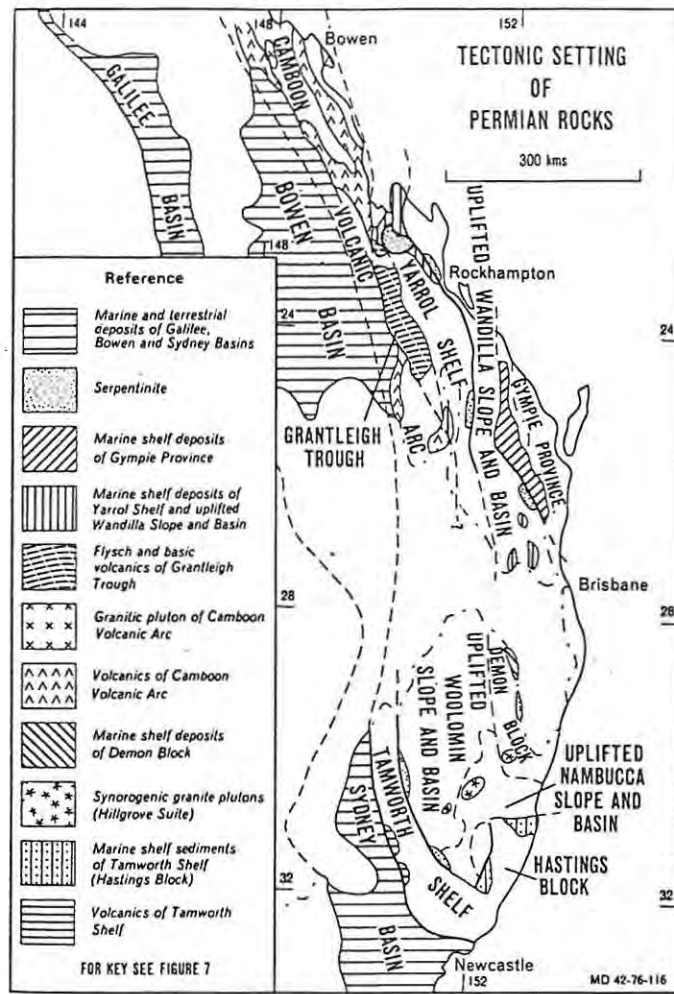 144
148
152
Bowen
TECTONIC SETTING
OF
PERMIAN ROCKS
300 kms
GALILEE
BASIN
CAMBOON
VOLCANIC
ARC
BOWEN
BASIN
148
24
YARROL
SHELF
Rockhampton
UPLIFTED
WANDILLA SLOPE AND BASIN
GYMPIE PROVINCE
24
GRANTLEIGH
TROUGH
?
Brisbane
28
28
UPLIFTED
WOOLOMIN
SLOPE AND BASIN
DEMON
BLOCK
UPLIFTED
NAMBUCCA
SLOPE AND
BASIN
TAMWORTH
SHELF
SYDNEY
BASIN
HASTINGS
BLOCK
32
32
Newcastle
152
MD 42-76-116
Reference
Marine and terrestrial
deposits of Galilee,
Bowen and Sydney Basins
Serpentinite
Marine shelf deposits
of Gympie Province
Marine shelf deposits of
Yarrol Shelf and uplifted
Wandilla Slope and Basin
Flysch and basic
volcanics of Grantleigh
Trough
Granitic pluton of Camboon
Volcanic Arc
Volcanics of Camboon
Volcanic Arc
Marine shelf deposits
of Demon Block
Synorogenic granite plutons
(Hillgrove Suite)
Marine shelf sediments
of Tamworth Shelf
(Hastings Block)
Volcanics of Tamworth
Shelf
FOR KEY SEE FIGURE 7